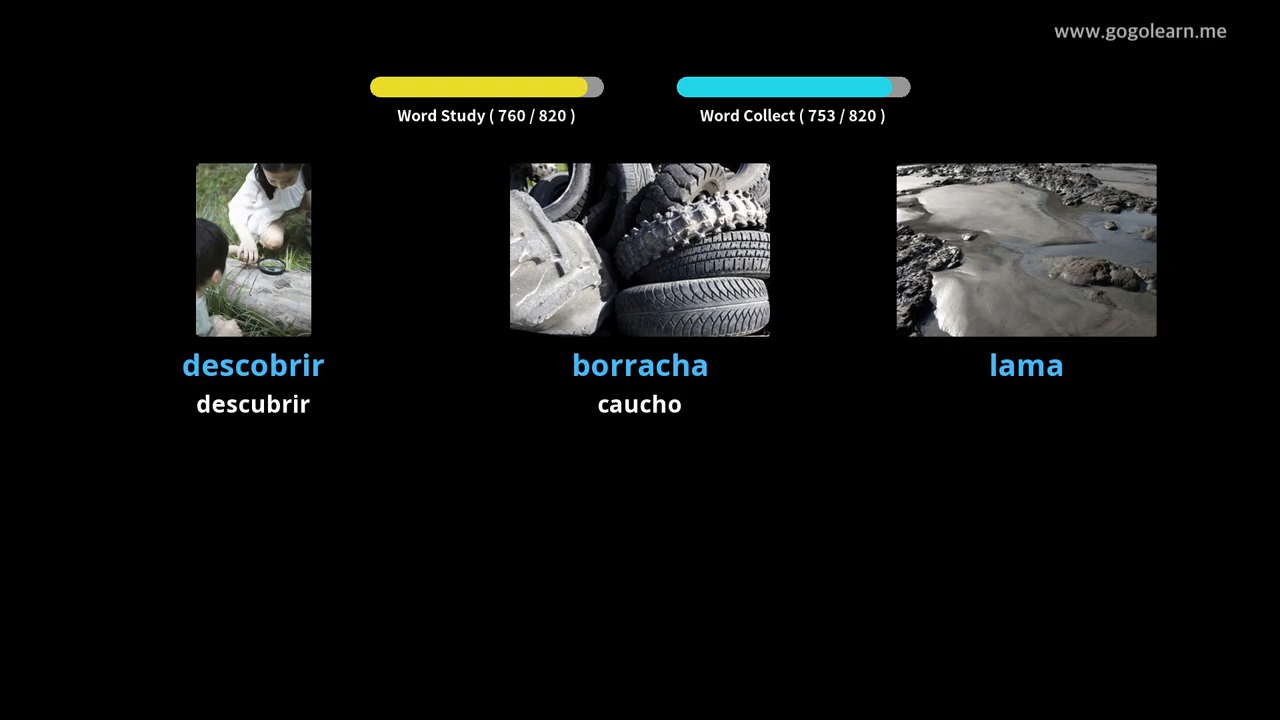 www.gogolearn.me
Word Study ( 760 / 820 )
Word Collect ( 753 / 820 )
descobrir
borracha
lama
descubrir
caucho